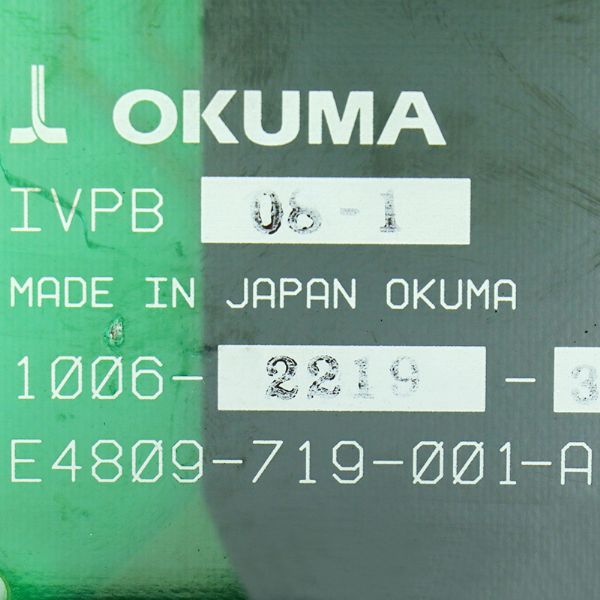 OKUMA
IVPB 06-1
MADE IN JAPAN OKUMA
1006-2219-3
E4809-719-001-A